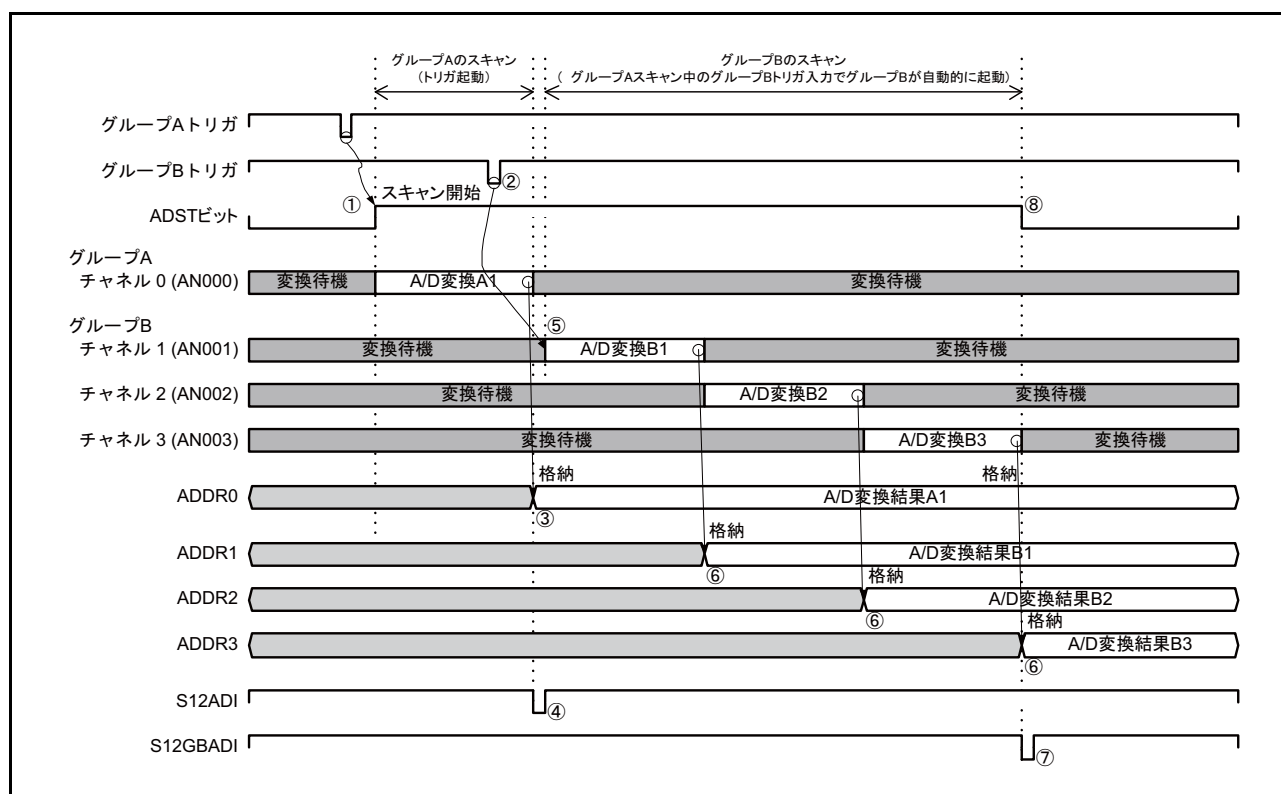 グループAのスキャン
(トリガ起動)
グループBのスキャン
( グループAスキャン中のグループBトリガ入力でグループBが自動的に起動)
グループAトリガ
グループBトリガ
②
① スキャン開始
⑧
ADSTビット
グループA
チャネル 0 (AN000)
変換待機
A/D変換A1
変換待機
グループB
⑤
チャネル 1 (AN001)
変換待機
A/D変換B1
変換待機
チャネル 2 (AN002)
変換待機
A/D変換B2
変換待機
チャネル 3 (AN003)
変換待機
A/D変換B3
変換待機
格納
格納
ADDR0
A/D変換結果A1
③
格納
ADDR1
A/D変換結果B1
⑥
格納
ADDR2
A/D変換結果B2
⑥
格納
ADDR3
A/D変換結果B3
⑥
S12ADI
④
S12GBADI
⑦